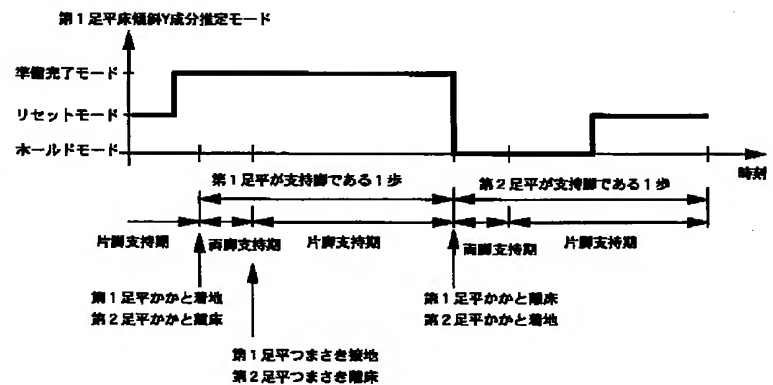 第1足平床傾斜Y成分推定モード
準備完了モード
リセットモード
ホールドモード
時刻
第1足平が支持脚である1歩
第2足平が支持脚である1歩
片脚支持期
両脚支持期
片脚支持期
両脚支持期
片脚支持期
第1足平かかと着地
第2足平かかと離床
第1足平かかと離床
第2足平かかと着地
第1足平つまさき接地
第2足平つまさき離床